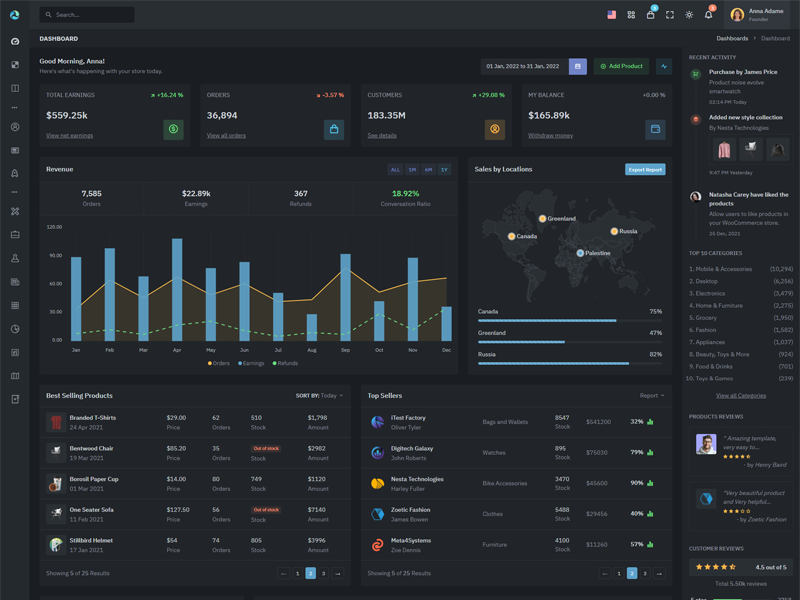 Search...
5
3
Anna Adame
Founder
DASHBOARD
Dashboards
Dashboard
Good Morning, Anna!
Here's what's happening with your store today.
01 Jan, 2022 to 31 Jan, 2022
Add Product
TOTAL EARNINGS
+16.24 %
$559.25k
View net earnings
ORDERS
-3.57 %
36,894
View all orders
CUSTOMERS
+29.08 %
183.35M
See details
MY BALANCE
+0.00 %
$165.89k
Withdraw money
Revenue
ALL 1M 6M 1Y
7,585
Orders
$22.89k
Earnings
367
Refunds
18.92%
Conversation Ratio
120.00
90.00
60.00
30.00
0.00
Jan Feb Mar Apr May Jun Jul Aug Sep Oct Nov Dec
Orders Earnings Refunds
Sales by Locations
Export Report
Greenland
Canada
Russia
Palestine
Canada 75%
Greenland 47%
Russia 82%
Best Selling Products
SORT BY: Today
Branded T-Shirts
24 Apr 2021
$29.00
Price
62
Orders
510
Stock
$1,798
Amount
Bentwood Chair
19 Mar 2021
$85.20
Price
35
Orders
Out of stock
Stock
$2982
Amount
Borosil Paper Cup
01 Mar 2021
$14.00
Price
80
Orders
749
Stock
$1120
Amount
One Seater Sofa
11 Feb 2021
$127.50
Price
56
Orders
Out of stock
Stock
$7140
Amount
Stillbird Helmet
17 Jan 2021
$54
Price
74
Orders
805
Stock
$3996
Amount
Showing 5 of 25 Results
← 1 2 3 →
Top Sellers
Report
iTest Factory
Oliver Tyler
Bags and Wallets
8547
Stock
$541200
32%
Digitech Galaxy
John Roberts
Watches
895
Stock
$75030
79%
Nesta Technologies
Harley Fuller
Bike Accessories
3470
Stock
$45600
90%
Zoetic Fashion
James Bowen
Clothes
5488
Stock
$29456
40%
Meta4Systems
Zoe Dennis
Furniture
4100
Stock
$11260
57%
Showing 5 of 25 Results
← 1 2 3 →
RECENT ACTIVITY
Purchase by James Price
Product noise evolve
smartwatch
02:14 PM Today
Added new style collection
By Nesta Technologies
9:47 PM Yesterday
Natasha Carey have liked the
products
Allow users to like products in
your WooCommerce store.
25 Dec, 2021
TOP 10 CATEGORIES
1. Mobile & Accessories (10,294)
2. Desktop (6,256)
3. Electronics (3,479)
4. Home & Furniture (2,275)
5. Grocery (1,950)
6. Fashion (1,582)
7. Appliances (1,037)
8. Beauty, Toys & More (924)
9. Food & Drinks (701)
10. Toys & Games (239)
View all Categories
PRODUCTS REVIEWS
" Amazing template,
very easy to...
- by Henry Baird
"Very beautiful product
and Very helpful...
- by Zoetic Fashion
CUSTOMER REVIEWS
4.5 out of 5
Total 5.50k reviews